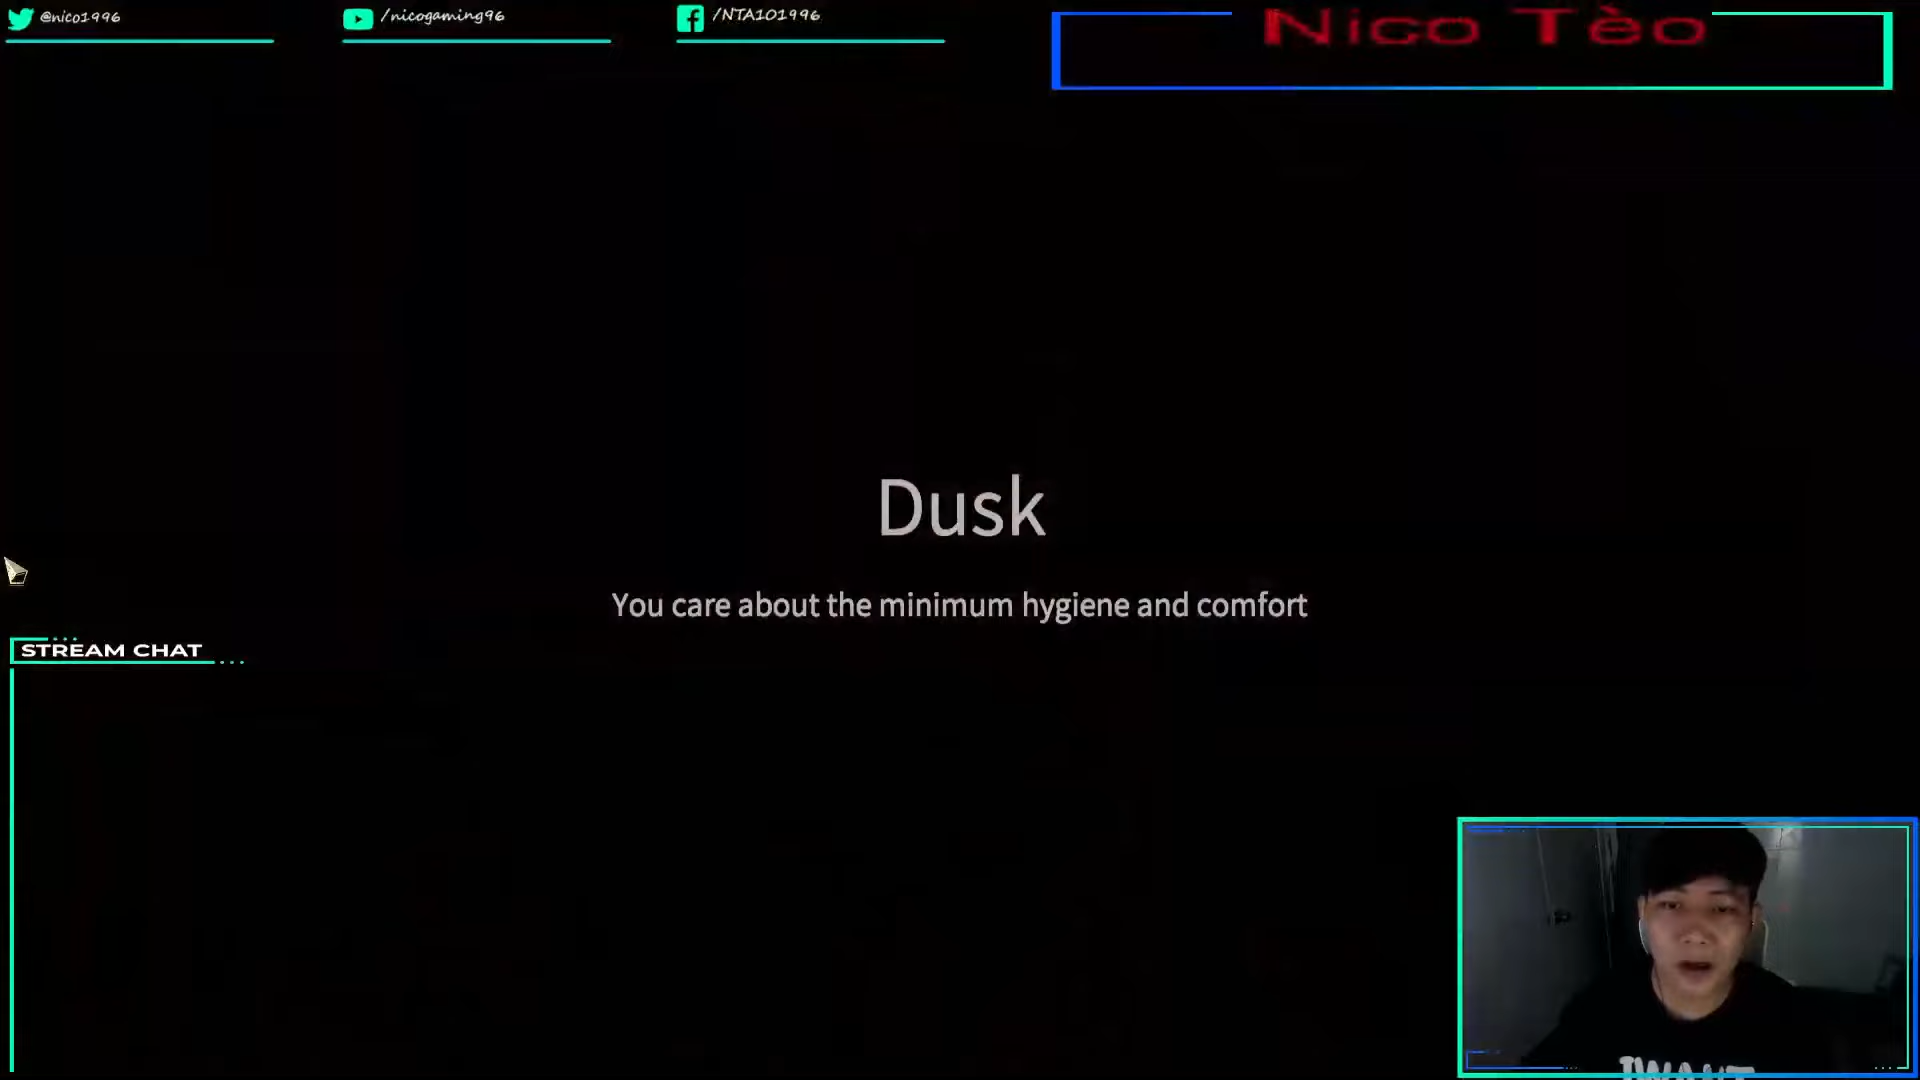 @nico1996
/nicogaming96
/NTA101996
Nico Tèo
Dusk
You care about the minimum hygiene and comfort
STREAM CHAT